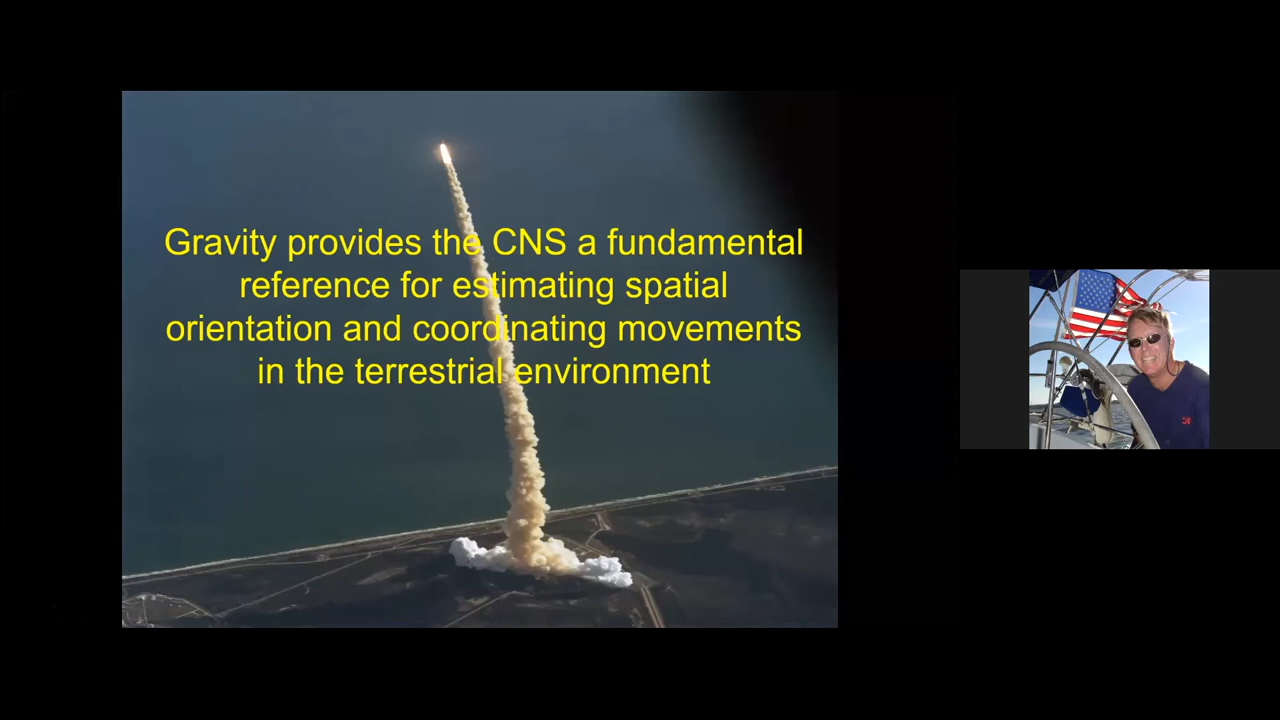 Gravity provides the CNS a fundamental
reference for estimating spatial
orientation and coordinating movements
in the terrestrial environment